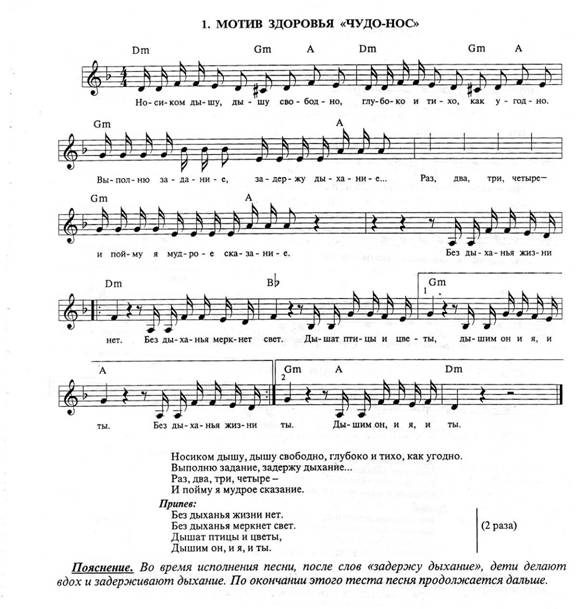 1. МОТИВ ЗДОРОВЬЯ «ЧУДО-НОС»
Dm Gm A Dm Gm A
Но-си-ком ды-шу, ды-шу сво-бод-но, глу-бо-ко и ти-хо, как у-год-но.
Gm A
Вы-пол-ню за-да-ни-е, за-дер-жу ды-ха-ни-е... Раз, два, три, четыре–
Gm A
и пой-му я муд-ро-е ска-за-ни-е. Без ды-ха-нья жиз-ни
Dm B♭ 1 Gm
нет. Без ды-ха-нья мерк-нет свет. Ды-шат пти-цы и цве-ты, ды-шим он и я, и
A 2 Gm A Dm
ты. Без ды-ха-нья жиз-ни ты. Ды-шим он, и я, и ты.
Носиком дышу, дышу свободно, глубоко и тихо, как угодно.
Выполню задание, задержу дыхание...
Раз, два, три, четыре –
И пойму я мудрое сказание.
Припев:
Без дыханья жизни нет.
Без дыханья меркнет свет. (2 раза)
Дышат птицы и цветы,
Дышим он, и я, и ты.
Пояснение. Во время исполнения песни, после слов «задержу дыхание», дети делают
вдох и задерживают дыхание. По окончании этого теста песня продолжается дальше.